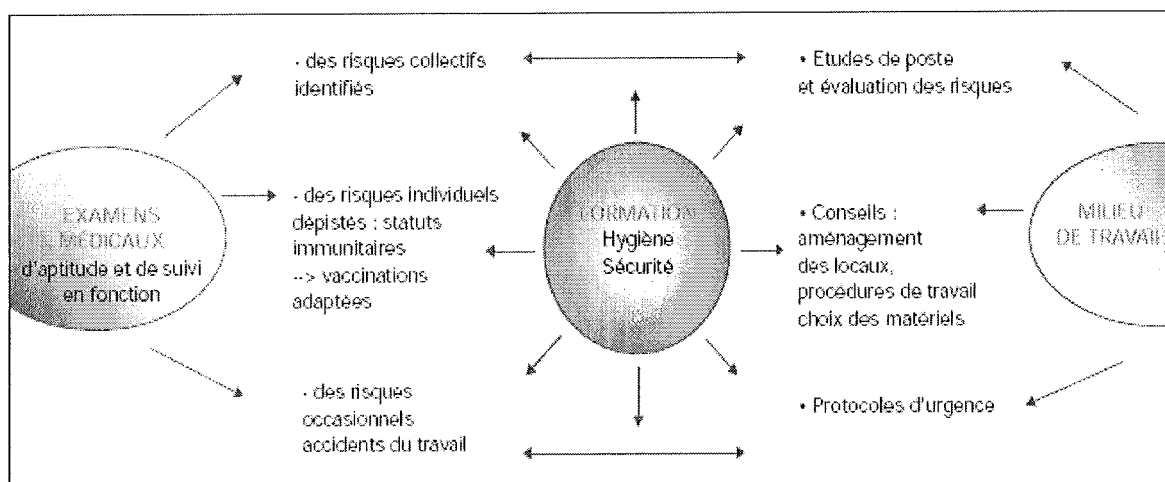 EXAMENS
MÉDICAUX
d'aptitude et de suivi
en fonction
- des risques collectifs
identifiés
- des risques individuels
dépistés : statuts
immunitaires
--> vaccinations
adaptées
- des risques
occasionnels
accidents du travail
FORMATION
Hygiène
Sécurité
• Etudes de poste
et évaluation des risques
• Conseils :
aménagement
des locaux,
procédures de travail
choix des matériels
• Protocoles d'urgence
MILIEU
DE TRAVAIL